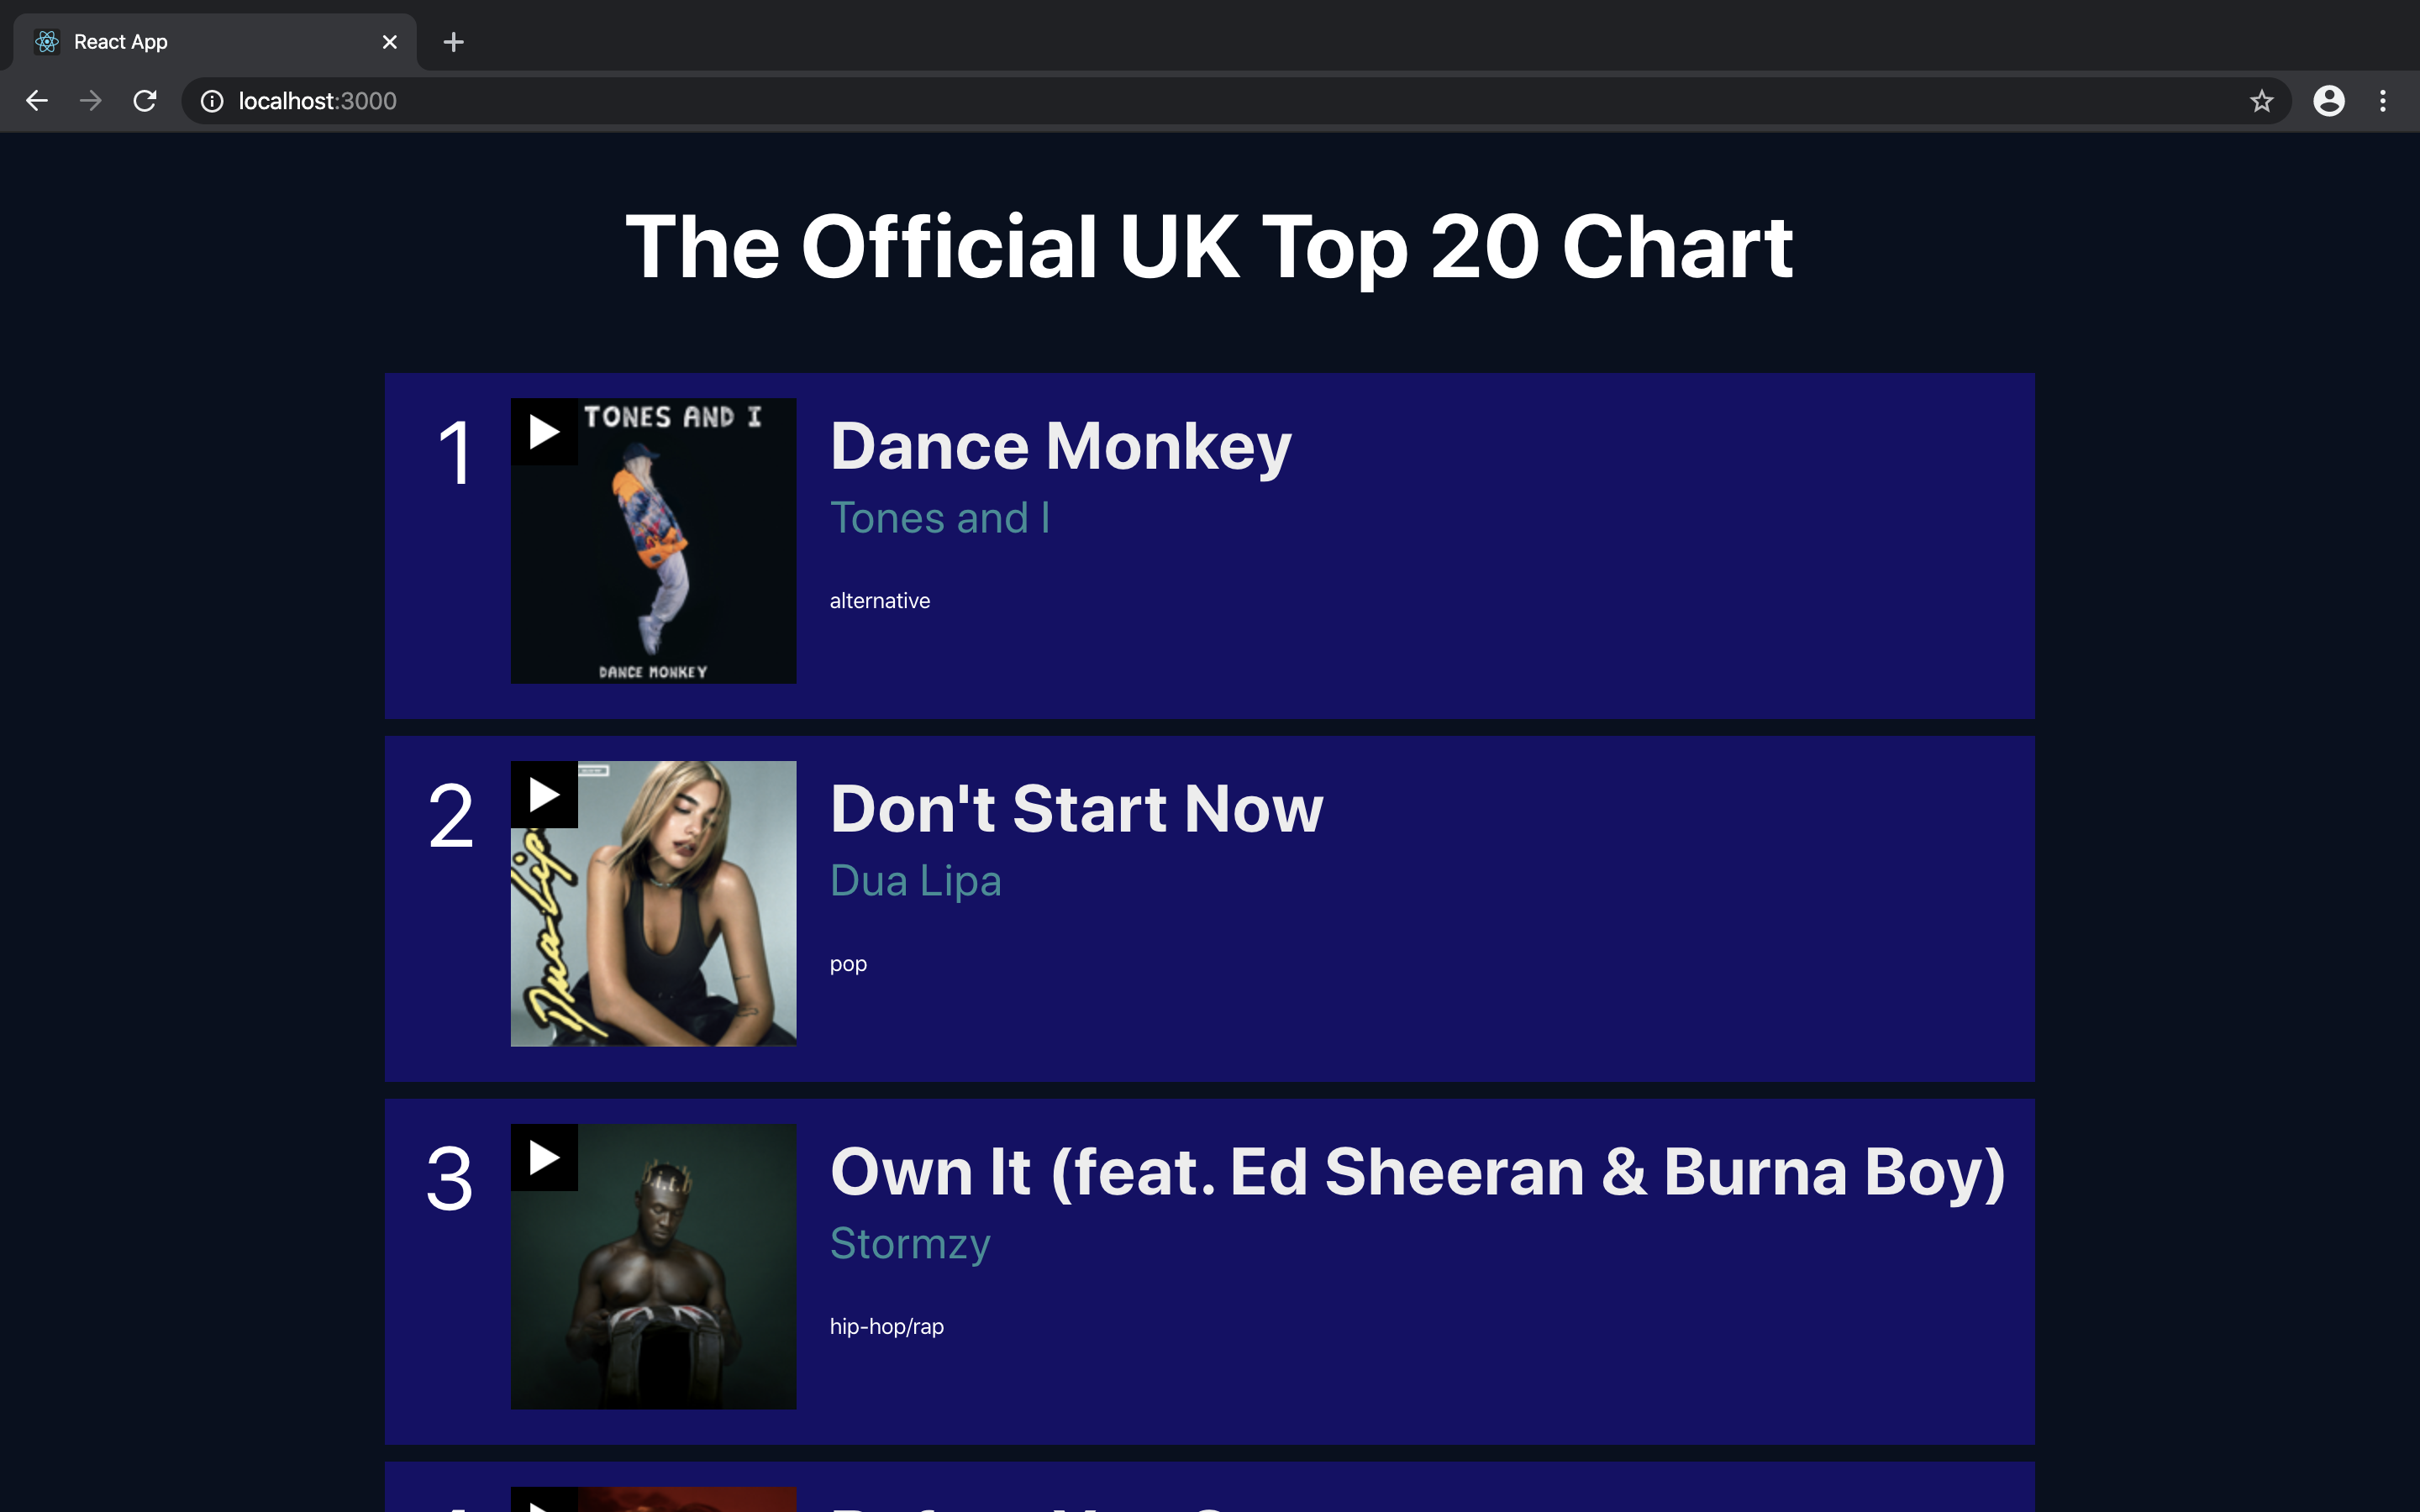 React App
localhost:3000
The Official UK Top 20 Chart
1
TONES AND I
DANCE MONKEY
Dance Monkey
Tones and I
alternative
2
Dua Lip
Don't Start Now
Dua Lipa
pop
3
Own It (feat. Ed Sheeran & Burna Boy)
Stormzy
hip-hop/rap